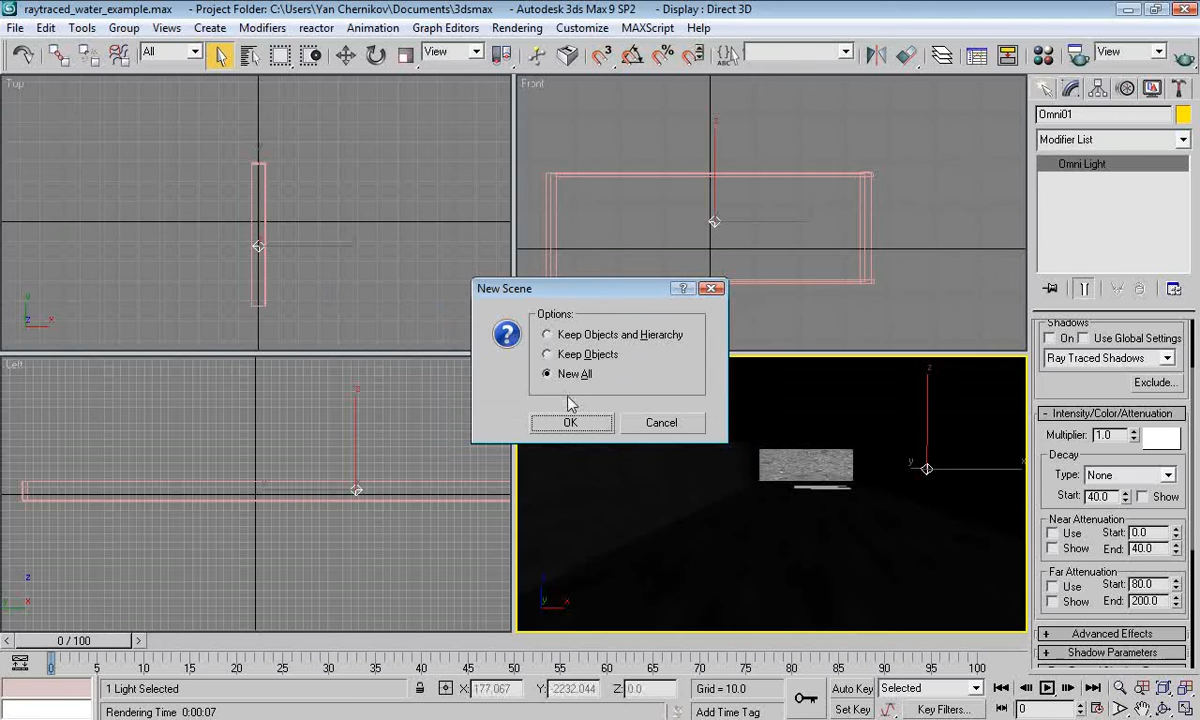 raytraced_water_example.max - Project Folder: C:\Users\Yan Chernikov\Documents\3dsmax - Autodesk 3ds Max 9 SP2 - Display : Direct 3D
File Edit Tools Group Views Create Modifiers reactor Animation Graph Editors Rendering Customize MAXScript Help
All View View
Top
Front
Left
Omni01
Modifier List
Omni Light
New Scene
Options:
Keep Objects and Hierarchy
Keep Objects
New All
OK Cancel
Shadows
On Use Global Settings
Ray Traced Shadows
Exclude...
Intensity/Color/Attenuation
Multiplier: 1.0
Decay
Type: None
Start: 40.0 Show
Near Attenuation
Use Start: 0.0
Show End: 40.0
Far Attenuation
Use Start: 80.0
Show End: 200.0
Advanced Effects
Shadow Parameters
0 / 100
0 5 10 15 20 25 30 35 40 45 50 55 60 65 70 75 80 85 90 95 100
1 Light Selected X: 177.067 Y: -2232.044 Z: 0.0 Grid = 10.0 Auto Key Selected
Rendering Time 0:00:07 Add Time Tag Set Key Key Filters... 0